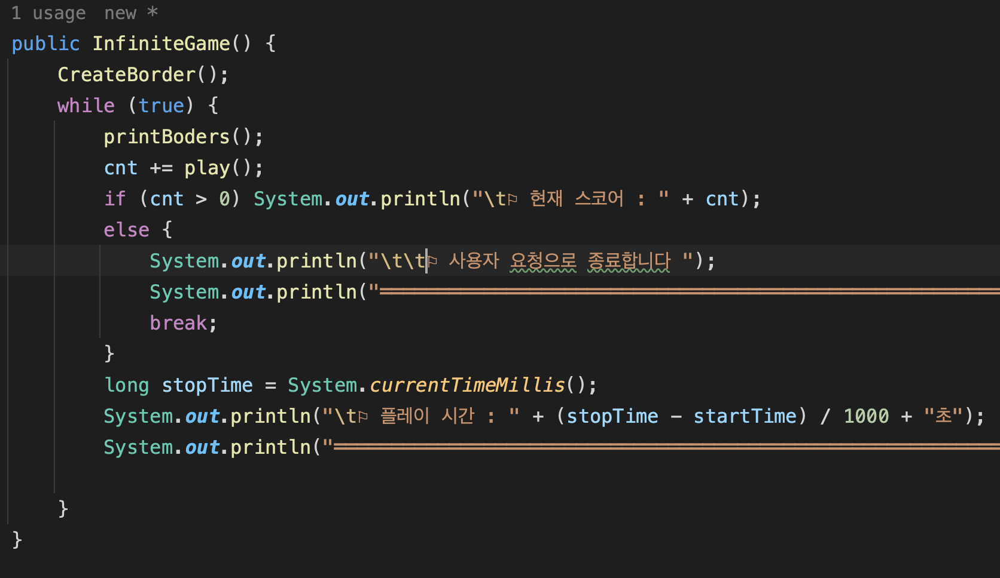 1 usage new *
public InfiniteGame() {
CreateBorder();
while (true) {
printBoders();
cnt += play();
if (cnt > 0) System.out.println("\t⚐ 현재 스코어 : " + cnt);
else {
System.out.println("\t\t⚐ 사용자 요청으로 종료합니다 ");
System.out.println("══════════════════════════════════════════════════════
break;
}
long stopTime = System.currentTimeMillis();
System.out.println("\t⚐ 플레이 시간 : " + (stopTime - startTime) / 1000 + "초");
System.out.println("══════════════════════════════════════════════════════════
}
}